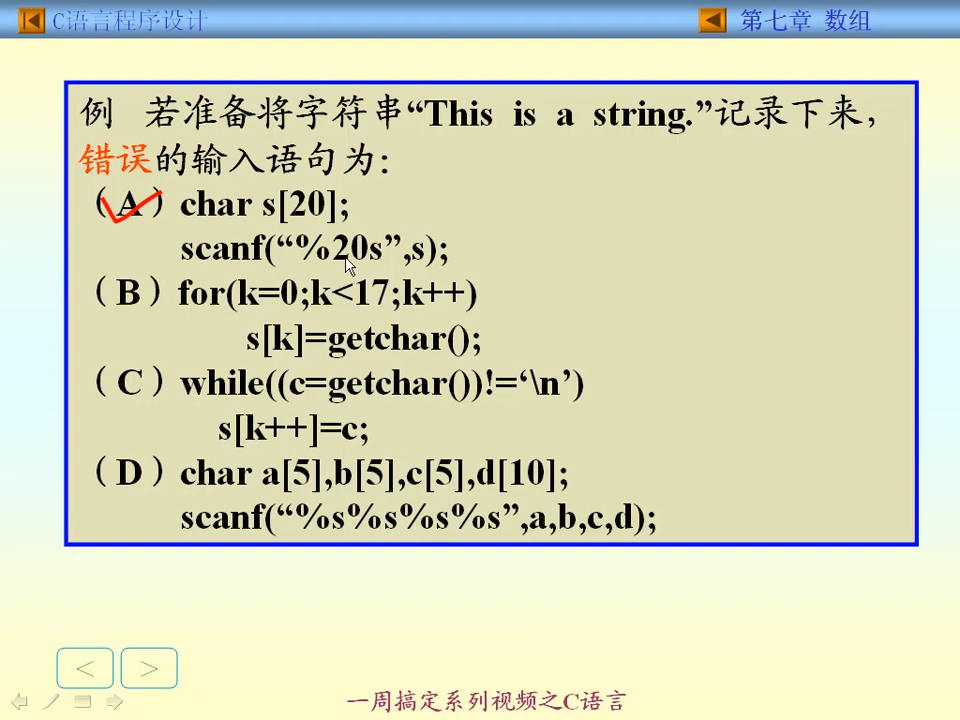 C语言程序设计
第七章 数组
例 若准备将字符串“This is a string.”记录下来，
错误的输入语句为：
（A）char s[20];
scanf(“%20s”,s);
（B）for(k=0;k<17;k++)
s[k]=getchar();
（C）while((c=getchar())!=‘\n’)
s[k++]=c;
（D）char a[5],b[5],c[5],d[10];
scanf(“%s%s%s%s”,a,b,c,d);
< >
一周搞定系列视频之C语言